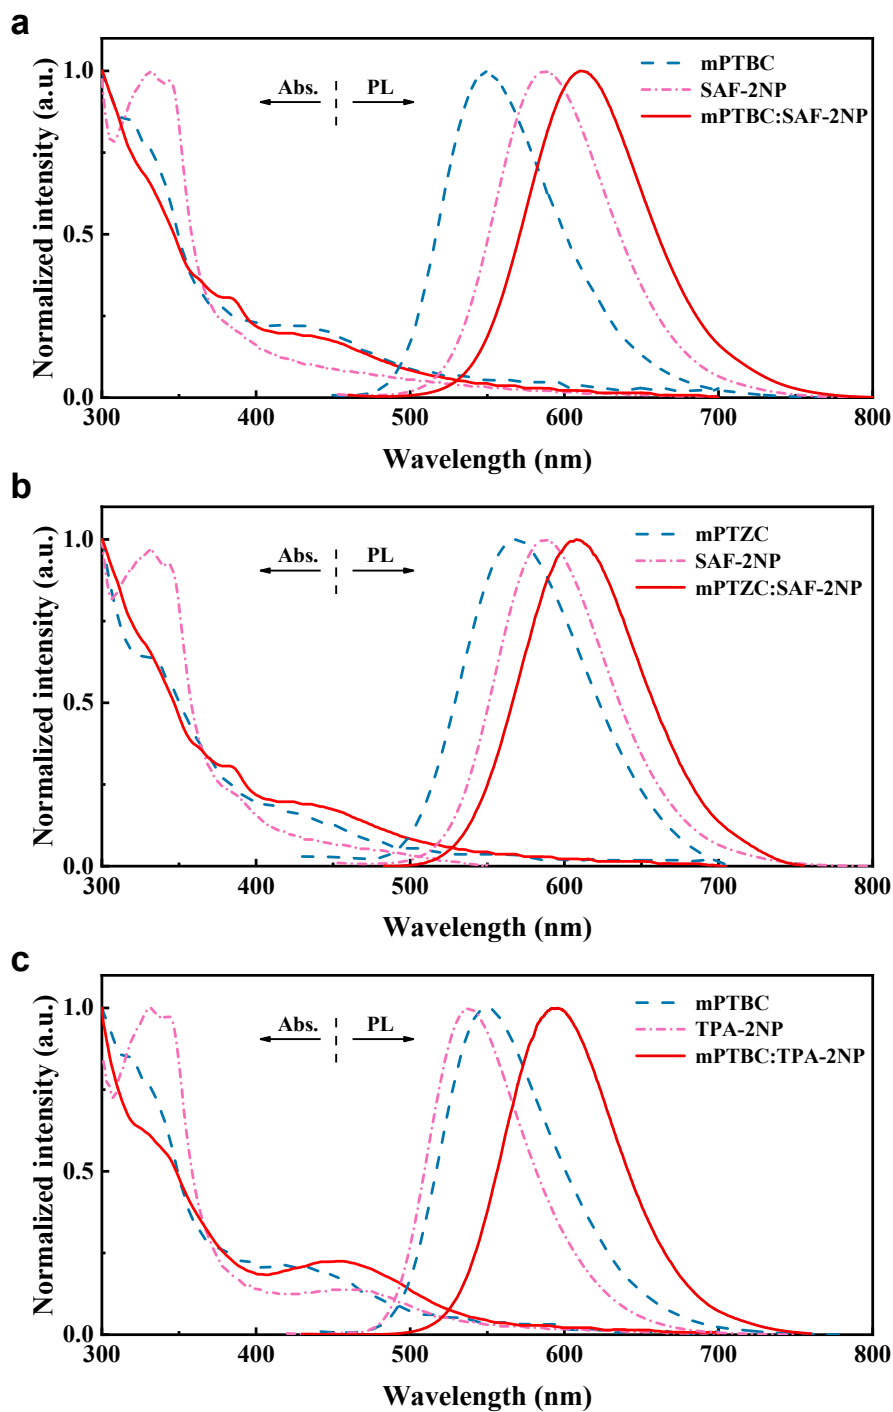 a
Normalized intensity (a.u.)
1.0
0.5
0.0
Abs.
PL
mPTBC
SAF-2NP
mPTBC:SAF-2NP
300
400
500
600
700
800
Wavelength (nm)
b
Normalized intensity (a.u.)
1.0
0.5
0.0
Abs.
PL
mPTZC
SAF-2NP
mPTZC:SAF-2NP
300
400
500
600
700
800
Wavelength (nm)
c
Normalized intensity (a.u.)
1.0
0.5
0.0
Abs.
PL
mPTBC
TPA-2NP
mPTBC:TPA-2NP
300
400
500
600
700
800
Wavelength (nm)